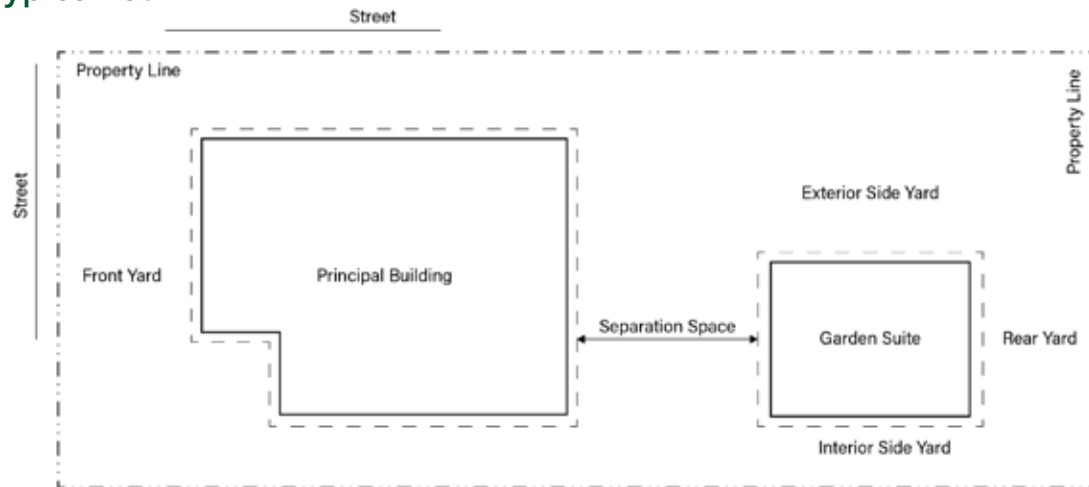 Street
Property Line
Property Line
Street
Exterior Side Yard
Front Yard
Principal Building
Separation Space
Garden Suite
Rear Yard
Interior Side Yard